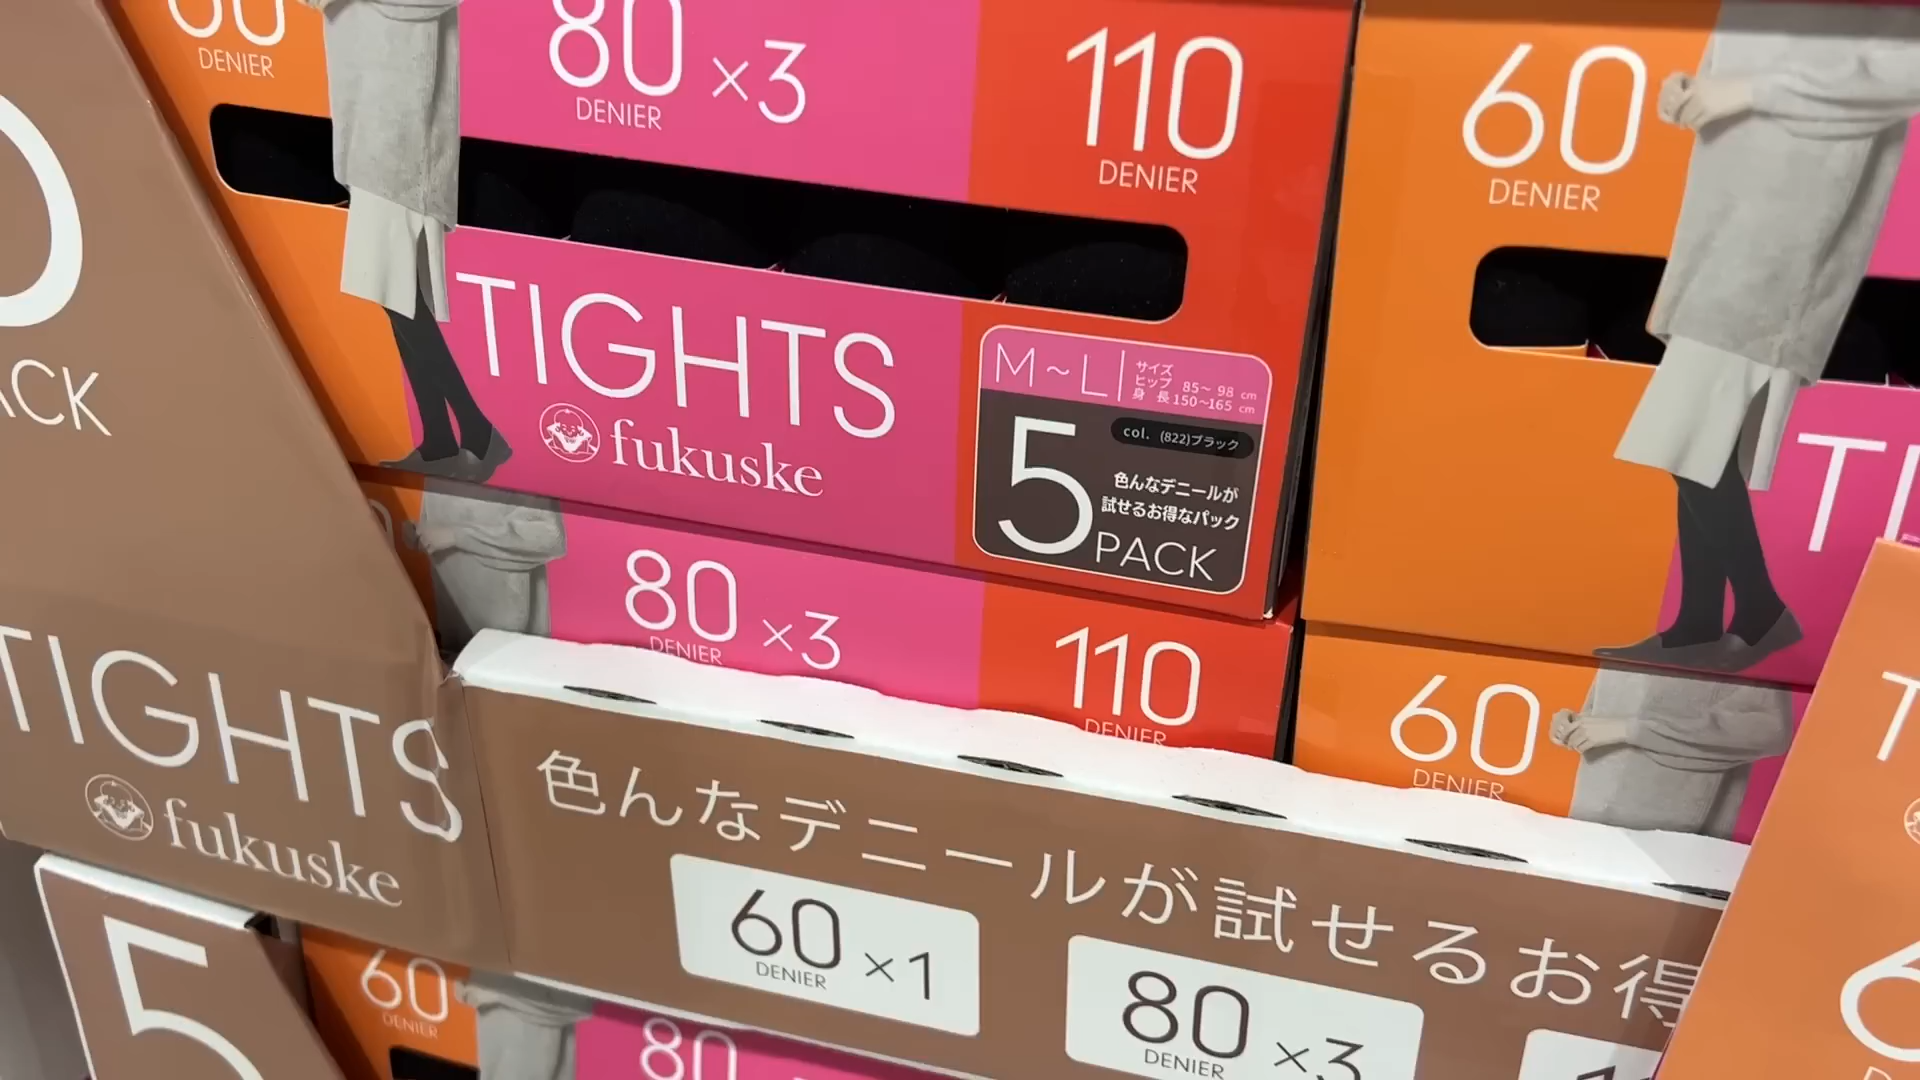 60
DENIER
80 ×3
DENIER
110
DENIER
TIGHTS
fukuske
M~L
サイズ
ヒップ 85~ 98 cm
身 長 150~165 cm
col. (822)ブラック
5
PACK
色んなデニールが
試せるお得なパック
60
DENIER
80 ×3
DENIER
110
DENIER
60
DENIER
TIGHTS
fukuske
色んなデニールが試せるお得
60 ×1
DENIER
80 ×3
DENIER
5
60
DENIER
80